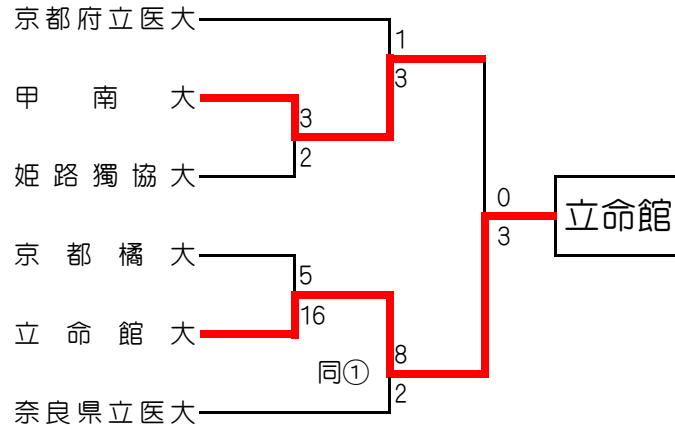 京都府立医大
1
甲南大
3
3
2
姫路獨協大
0
立命館
3
京都橘大
5
16
立命館大
8
同①
2
奈良県立医大